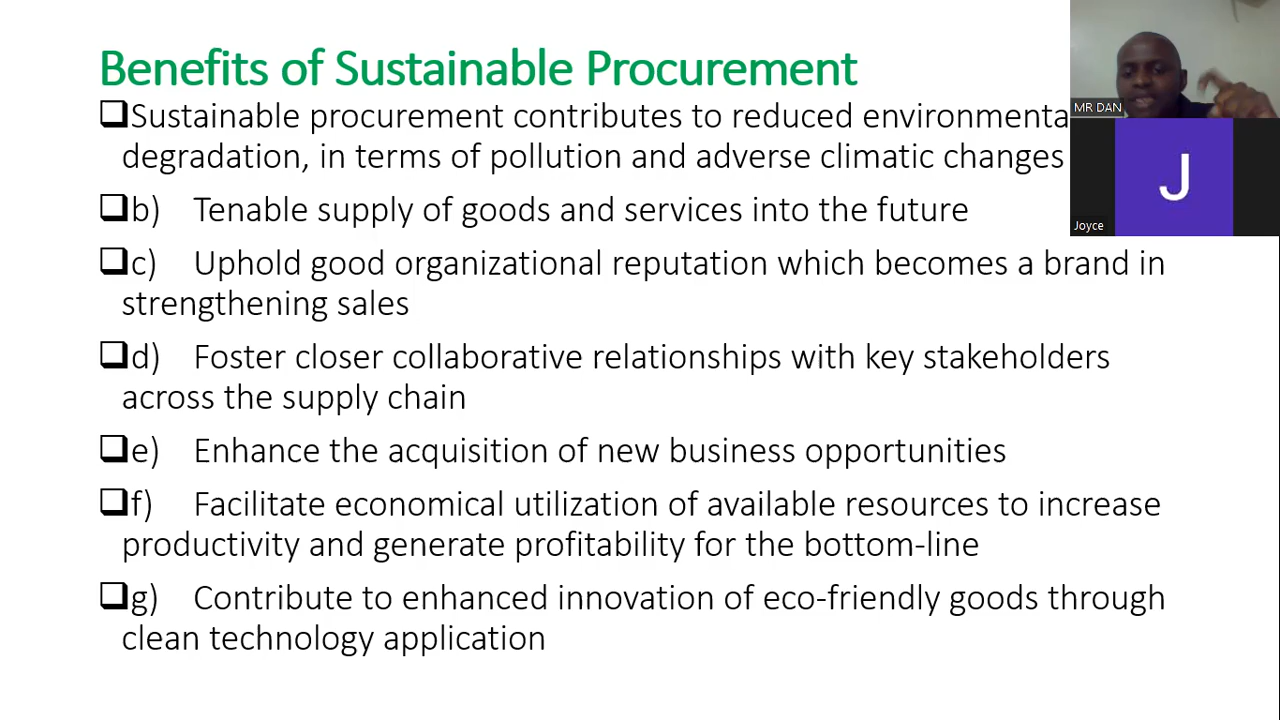 Benefits of Sustainable Procurement
Sustainable procurement contributes to reduced environmenta
degradation, in terms of pollution and adverse climatic changes
b) Tenable supply of goods and services into the future
c) Uphold good organizational reputation which becomes a brand in
strengthening sales
d) Foster closer collaborative relationships with key stakeholders
across the supply chain
e) Enhance the acquisition of new business opportunities
f) Facilitate economical utilization of available resources to increase
productivity and generate profitability for the bottom-line
g) Contribute to enhanced innovation of eco-friendly goods through
clean technology application
MR DAN
J
Joyce